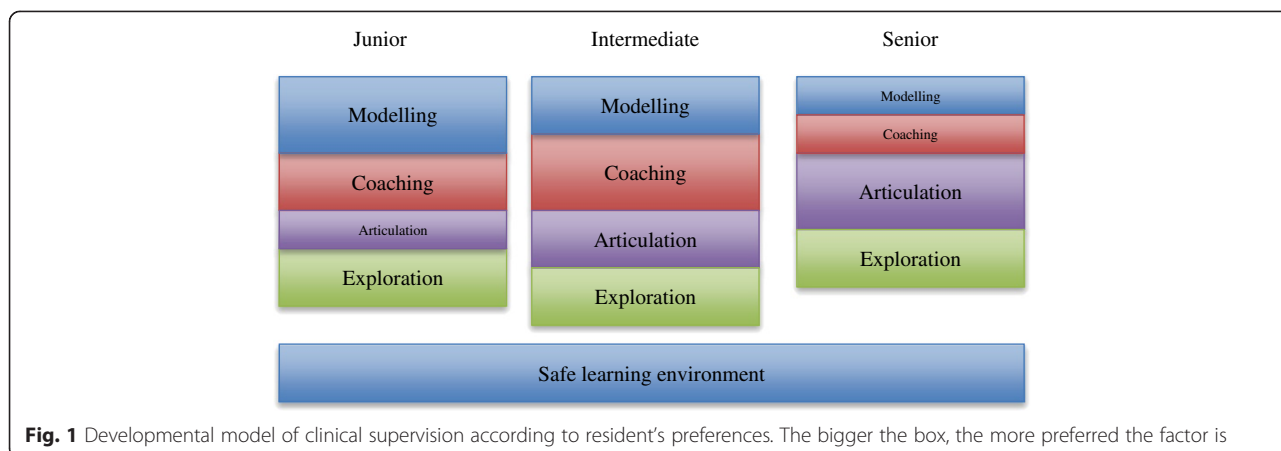 Junior Intermediate Senior
Modelling Modelling Modelling
Coaching Coaching Coaching
Articulation Articulation Articulation
Exploration Exploration Exploration
Safe learning environment
Fig. 1 Developmental model of clinical supervision according to resident's preferences. The bigger the box, the more preferred the factor is